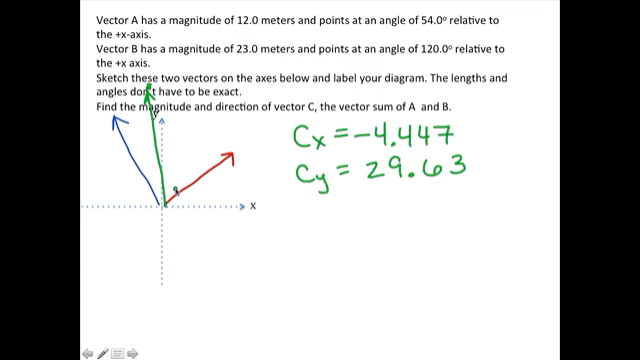 Vector A has a magnitude of 12.0 meters and points at an angle of 54.0° relative to
the +x-axis.
Vector B has a magnitude of 23.0 meters and points at an angle of 120.0° relative to
the +x axis.
Sketch these two vectors on the axes below and label your diagram. The lengths and
angles don't have to be exact.
Find the magnitude and direction of vector C, the vector sum of A and B.
Cx = -4.447
Cy = 29.63
y
x